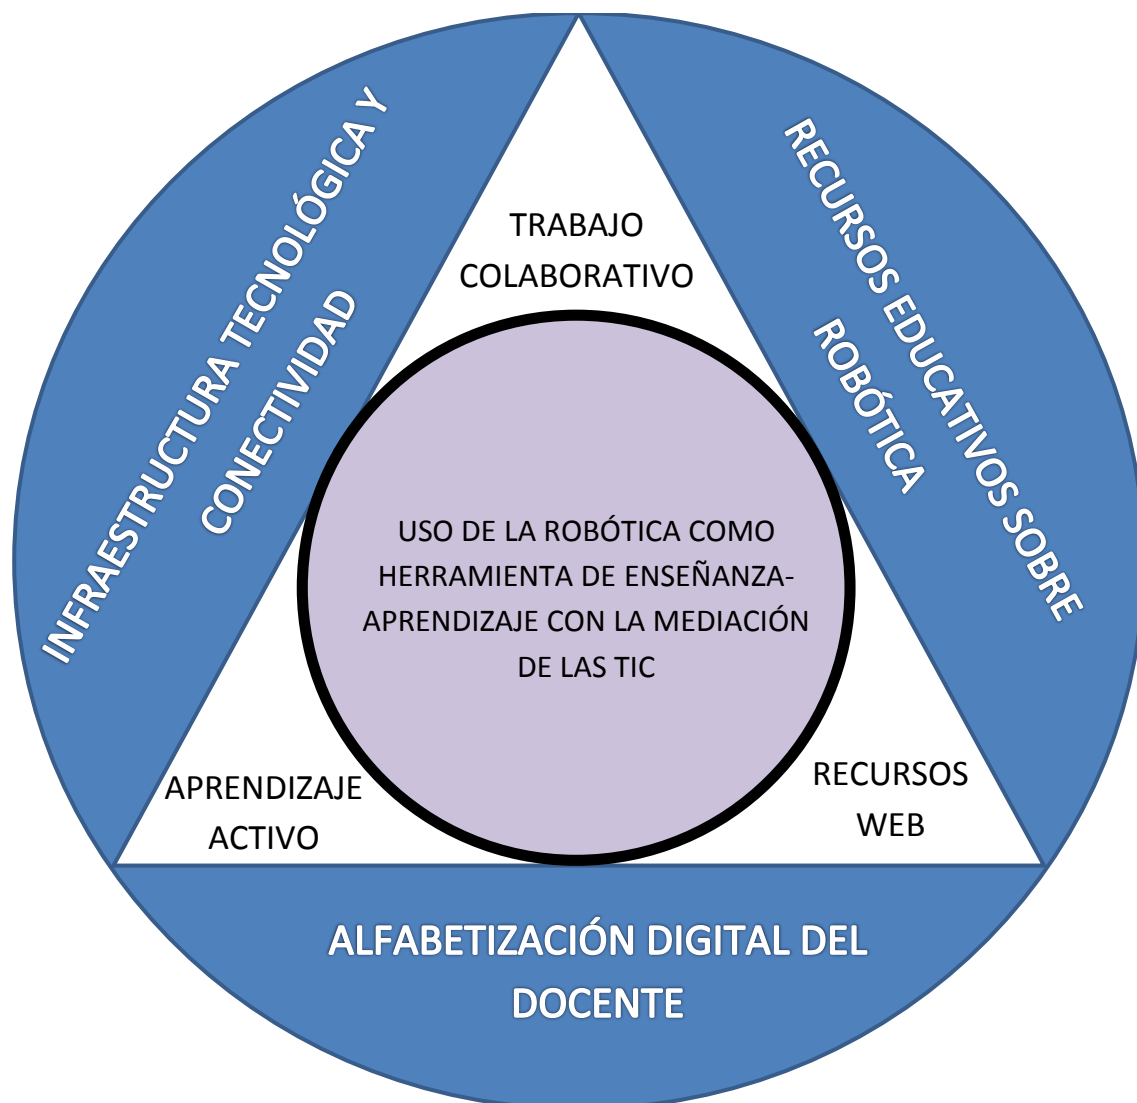 INFRAESTRUCTURA TECNOLÓGICA Y
CONECTIVIDAD
RECURSOS EDUCATIVOS SOBRE
ROBÓTICA
TRABAJO
COLABORATIVO
USO DE LA ROBÓTICA COMO
HERRAMIENTA DE ENSEÑANZA-
APRENDIZAJE CON LA MEDIACIÓN
DE LAS TIC
APRENDIZAJE
ACTIVO
RECURSOS
WEB
ALFABETIZACIÓN DIGITAL DEL
DOCENTE